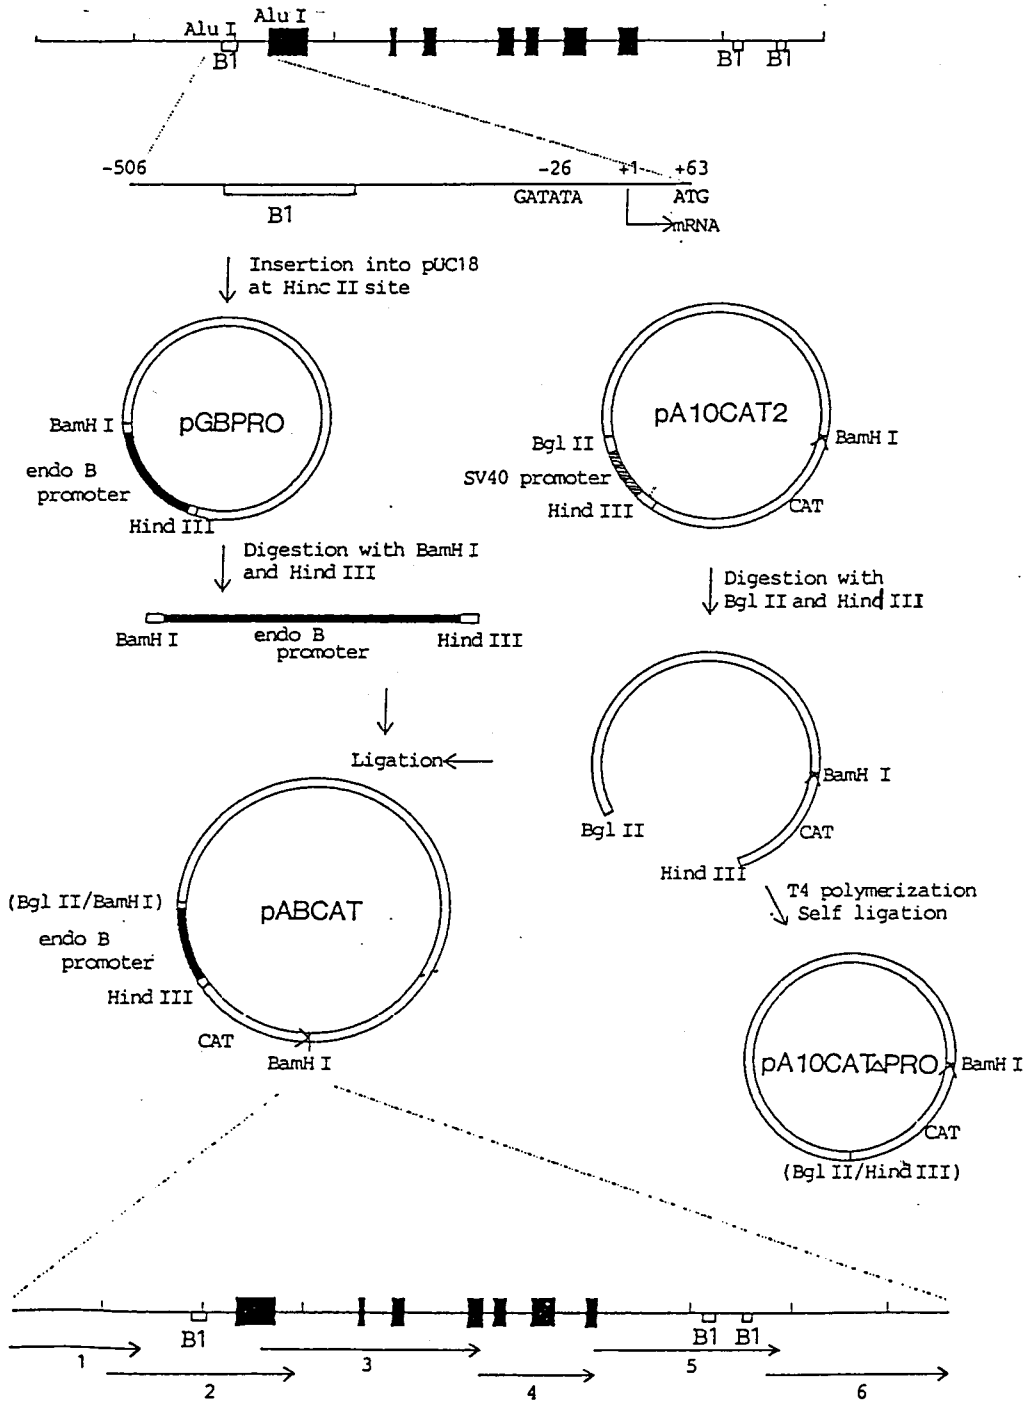 Alu I
Alu I
B1
B1
B1
-506
-26
+1
+63
GATATA
ATG
B1
mRNA
Insertion into pUC18
at Hinc II site
pGBPRO
BamH I
endo B
promoter
Hind III
pA10CAT2
BamH I
Bgl II
SV40 promoter
Hind III
CAT
Digestion with BamH I
and Hind III
Digestion with
Bgl II and Hind III
BamH I
endo B
promoter
Hind III
Ligation
BamH I
Bgl II
CAT
Hind III
T4 polymerization
Self ligation
(Bgl II/BamH I)
pABCAT
endo B
promoter
Hind III
CAT
BamH I
pA10CAT△PRO
BamH I
CAT
(Bgl II/Hind III)
B1
B1
B1
1
2
3
4
5
6